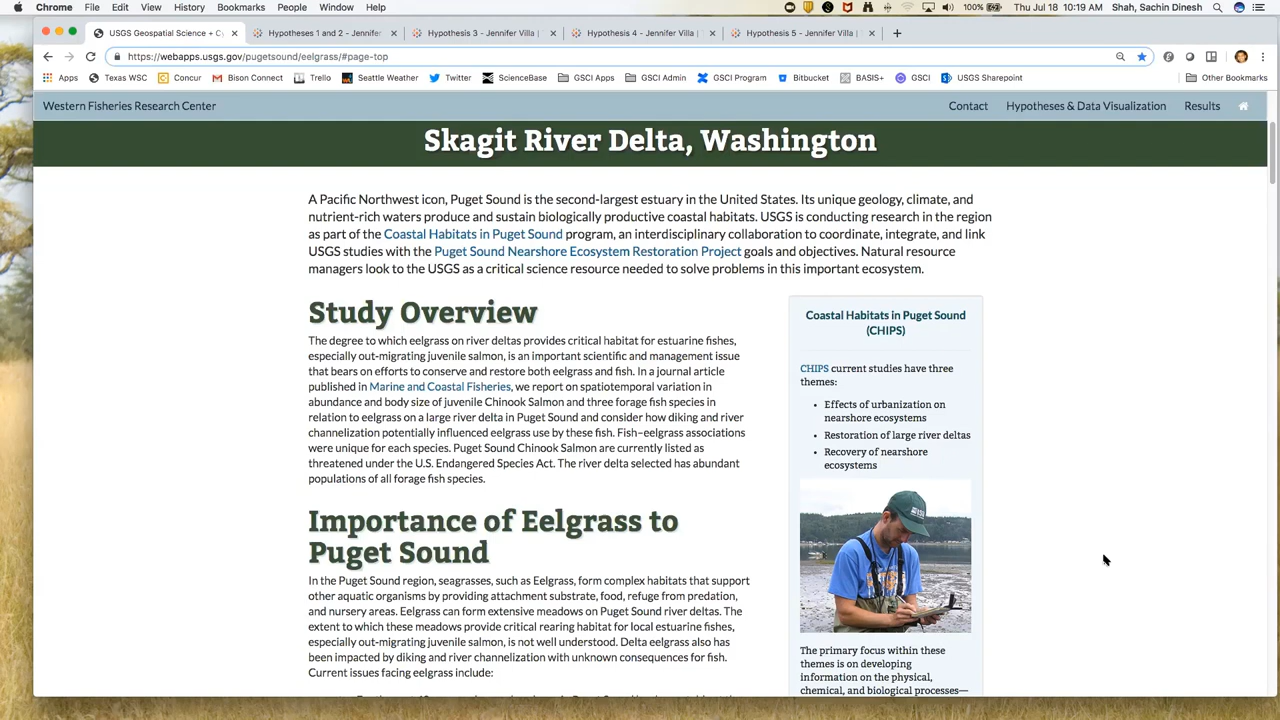 Chrome File Edit View History Bookmarks People Window Help 100% Thu Jul 18 10:19 AM Shah, Sachin Dinesh
USGS Geospatial Science + Cy × Hypotheses 1 and 2 - Jennifer × Hypothesis 3 - Jennifer Villa | × Hypothesis 4 - Jennifer Villa | × Hypothesis 5 - Jennifer Villa | × +
https://webapps.usgs.gov/pugetsound/eelgrass/#page-top
Apps Texas WSC Concur Bison Connect Trello Seattle Weather Twitter ScienceBase GSCI Apps GSCI Admin GSCI Program Bitbucket BASIS+ GSCI USGS Sharepoint Other Bookmarks
Western Fisheries Research Center Contact Hypotheses & Data Visualization Results
Skagit River Delta, Washington
A Pacific Northwest icon, Puget Sound is the second-largest estuary in the United States. Its unique geology, climate, and
nutrient-rich waters produce and sustain biologically productive coastal habitats. USGS is conducting research in the region
as part of the Coastal Habitats in Puget Sound program, an interdisciplinary collaboration to coordinate, integrate, and link
USGS studies with the Puget Sound Nearshore Ecosystem Restoration Project goals and objectives. Natural resource
managers look to the USGS as a critical science resource needed to solve problems in this important ecosystem.
Study Overview
The degree to which eelgrass on river deltas provides critical habitat for estuarine fishes,
especially out-migrating juvenile salmon, is an important scientific and management issue
that bears on efforts to conserve and restore both eelgrass and fish. In a journal article
published in Marine and Coastal Fisheries, we report on spatiotemporal variation in
abundance and body size of juvenile Chinook Salmon and three forage fish species in
relation to eelgrass on a large river delta in Puget Sound and consider how diking and river
channelization potentially influenced eelgrass use by these fish. Fish–eelgrass associations
were unique for each species. Puget Sound Chinook Salmon are currently listed as
threatened under the U.S. Endangered Species Act. The river delta selected has abundant
populations of all forage fish species.
Importance of Eelgrass to
Puget Sound
In the Puget Sound region, seagrasses, such as Eelgrass, form complex habitats that support
other aquatic organisms by providing attachment substrate, food, refuge from predation,
and nursery areas. Eelgrass can form extensive meadows on Puget Sound river deltas. The
extent to which these meadows provide critical rearing habitat for local estuarine fishes,
especially out-migrating juvenile salmon, is not well understood. Delta eelgrass also has
been impacted by diking and river channelization with unknown consequences for fish.
Current issues facing eelgrass include:
Coastal Habitats in Puget Sound
(CHIPS)
CHIPS current studies have three
themes:
• Effects of urbanization on
nearshore ecosystems
• Restoration of large river deltas
• Recovery of nearshore
ecosystems
The primary focus within these
themes is on developing
information on the physical,
chemical, and biological processes—